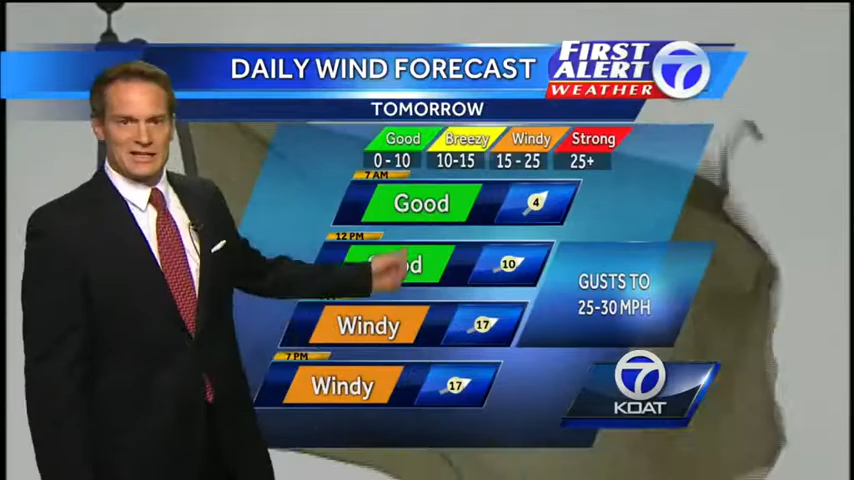 DAILY WIND FORECAST
FIRST
ALERT
WEATHER
7
TOMORROW
Good Breezy Windy Strong
0 - 10 10-15 15 - 25 25+
7 AM
Good 4
12 PM
10
GUSTS TO
25-30 MPH
Windy 17
7 PM
Windy 17
7
KOAT